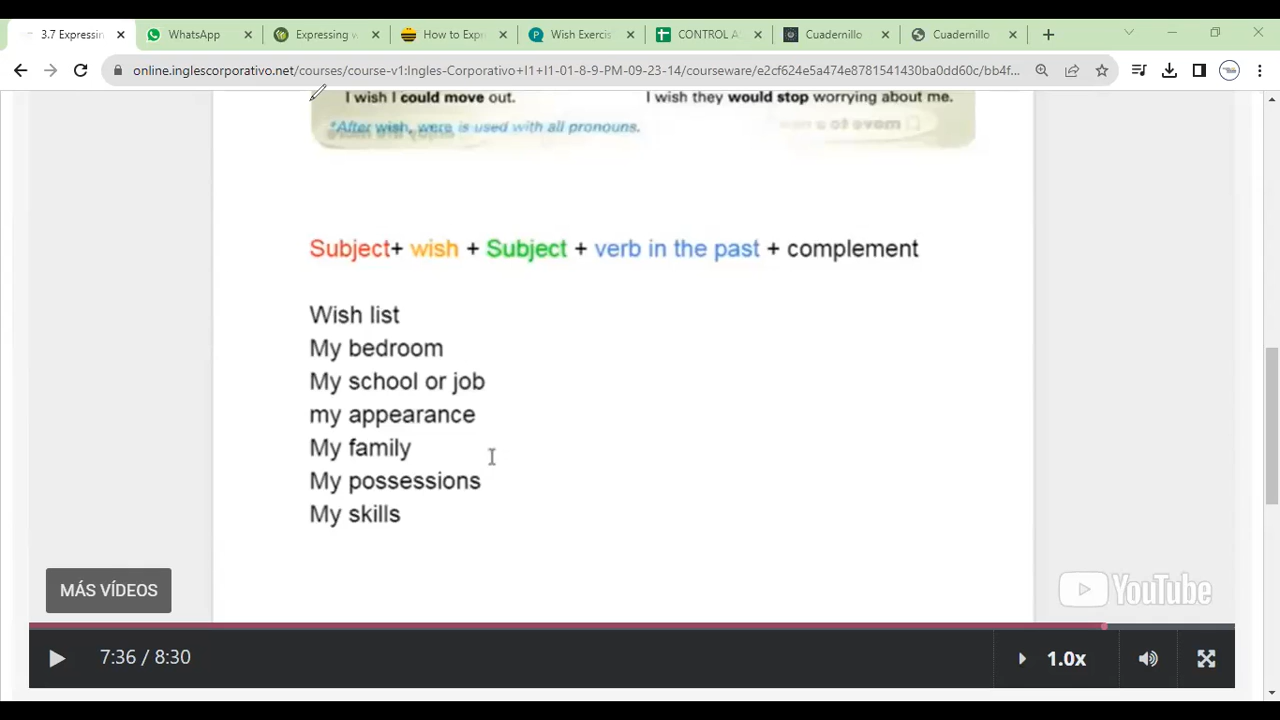 3.7 Expressin
WhatsApp
Expressing w
How to Expr
Wish Exercis
CONTROL A
Cuadernillo
Cuadernillo
online.inglescorporativo.net/courses/course-v1:Ingles-Corporativo+I1+I1-01-8-9-PM-09-23-14/courseware/e2cf624e5a474e8781541430ba0dd60c/bb4f...
I wish I could move out. I wish they would stop worrying about me.
*After wish, were is used with all pronouns.
Subject+ wish + Subject + verb in the past + complement
Wish list
My bedroom
My school or job
my appearance
My family
My possessions
My skills
MÁS VÍDEOS
YouTube
7:36 / 8:30
1.0x